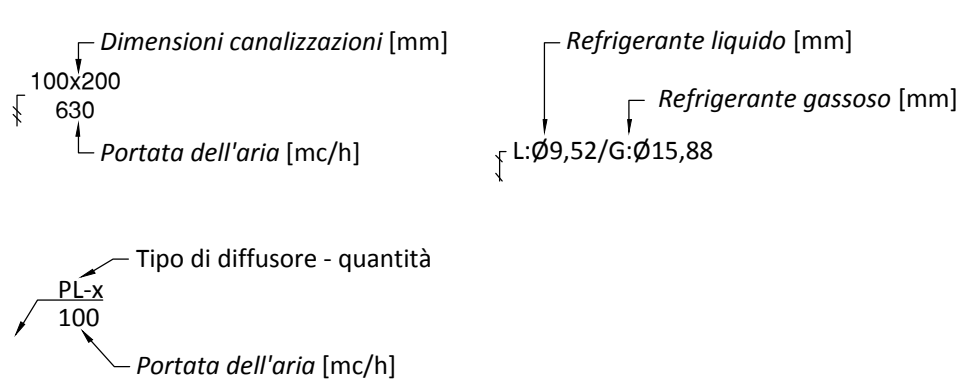 Dimensioni canalizzazioni [mm]
100x200
630
Portata dell'aria [mc/h]
Refrigerante liquido [mm]
Refrigerante gassoso [mm]
L:Ø9,52/G:Ø15,88
Tipo di diffusore - quantità
PL-x
100
Portata dell'aria [mc/h]